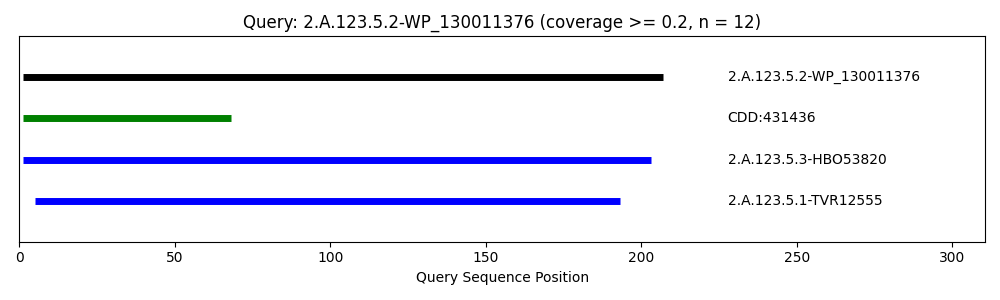 Query: 2.A.123.5.2-WP_130011376 (coverage >= 0.2, n = 12)
2.A.123.5.2-WP_130011376
CDD:431436
2.A.123.5.3-HBO53820
2.A.123.5.1-TVR12555
0 50 100 150 200 250 300
Query Sequence Position